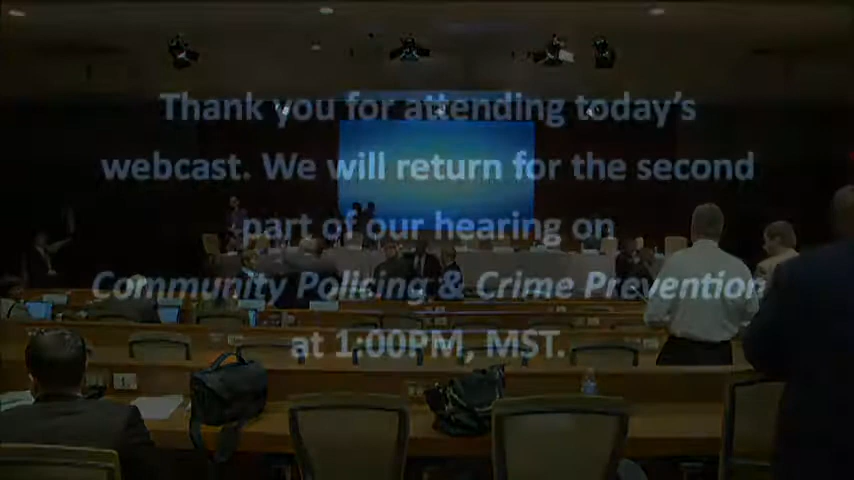 Thank you for attending today's
webcast. We will return for the second
part of our hearing on
Community Policing & Crime Prevention
at 1:00PM, MST.